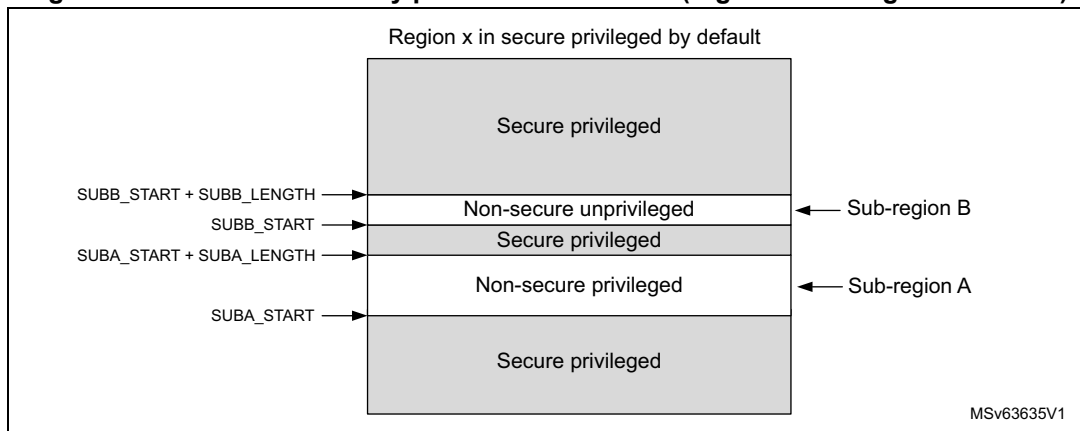 Region x in secure privileged by default
Secure privileged
SUBB_START + SUBB_LENGTH
Non-secure unprivileged
Sub-region B
SUBB_START
Secure privileged
SUBA_START + SUBA_LENGTH
Non-secure privileged
Sub-region A
SUBA_START
Secure privileged
MSv63635V1